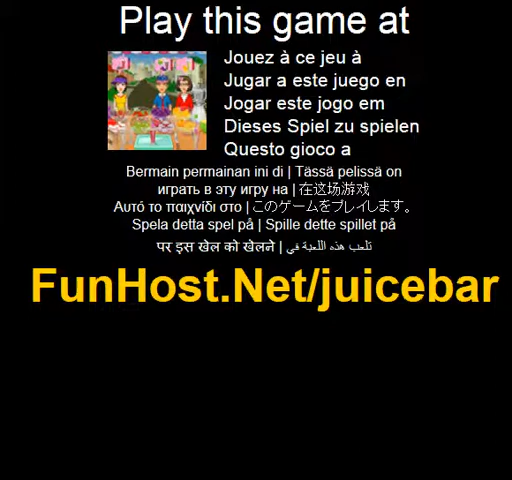 Play this game at
Jouez à ce jeu à
Jugar a este juego en
Jogar este jogo em
Dieses Spiel zu spielen
Questo gioco a
Bermain permainan ini di | Tässä pelissä on
играть в эту игру на | 在这场游戏
Αυτό το παιχνίδι στο | このゲームをプレイします。
Spela detta spel på | Spille dette spillet på
पर इस खेल को खेलने | تلعب هذه اللعبة في
FunHost.Net/juicebar